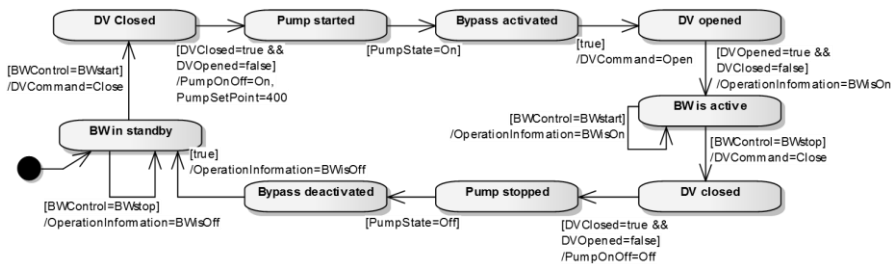 DV Closed
Pump started
Bypass activated
DV opened
[DVClosed=true &&
DVOpened=false]
/PumpOnOff=On,
PumpSetPoint=400
[PumpState=On]
[true]
/DVCommand=Open
[DVOpened=true &&
DVClosed=false]
/OperationInformation=BWisOn
[BWControl=BWstart]
/DVCommand=Close
BW is active
[BWControl=BWstart]
/OperationInformation=BWisOn
BW in standby
[BWControl=BWstop]
/DVCommand=Close
[true]
/OperationInformation=BWisOff
Bypass deactivated
Pump stopped
DV closed
[BWControl=BWstop]
/OperationInformation=BWisOff
[PumpState=Off]
[DVClosed=true &&
DVOpened=false]
/PumpOnOff=Off